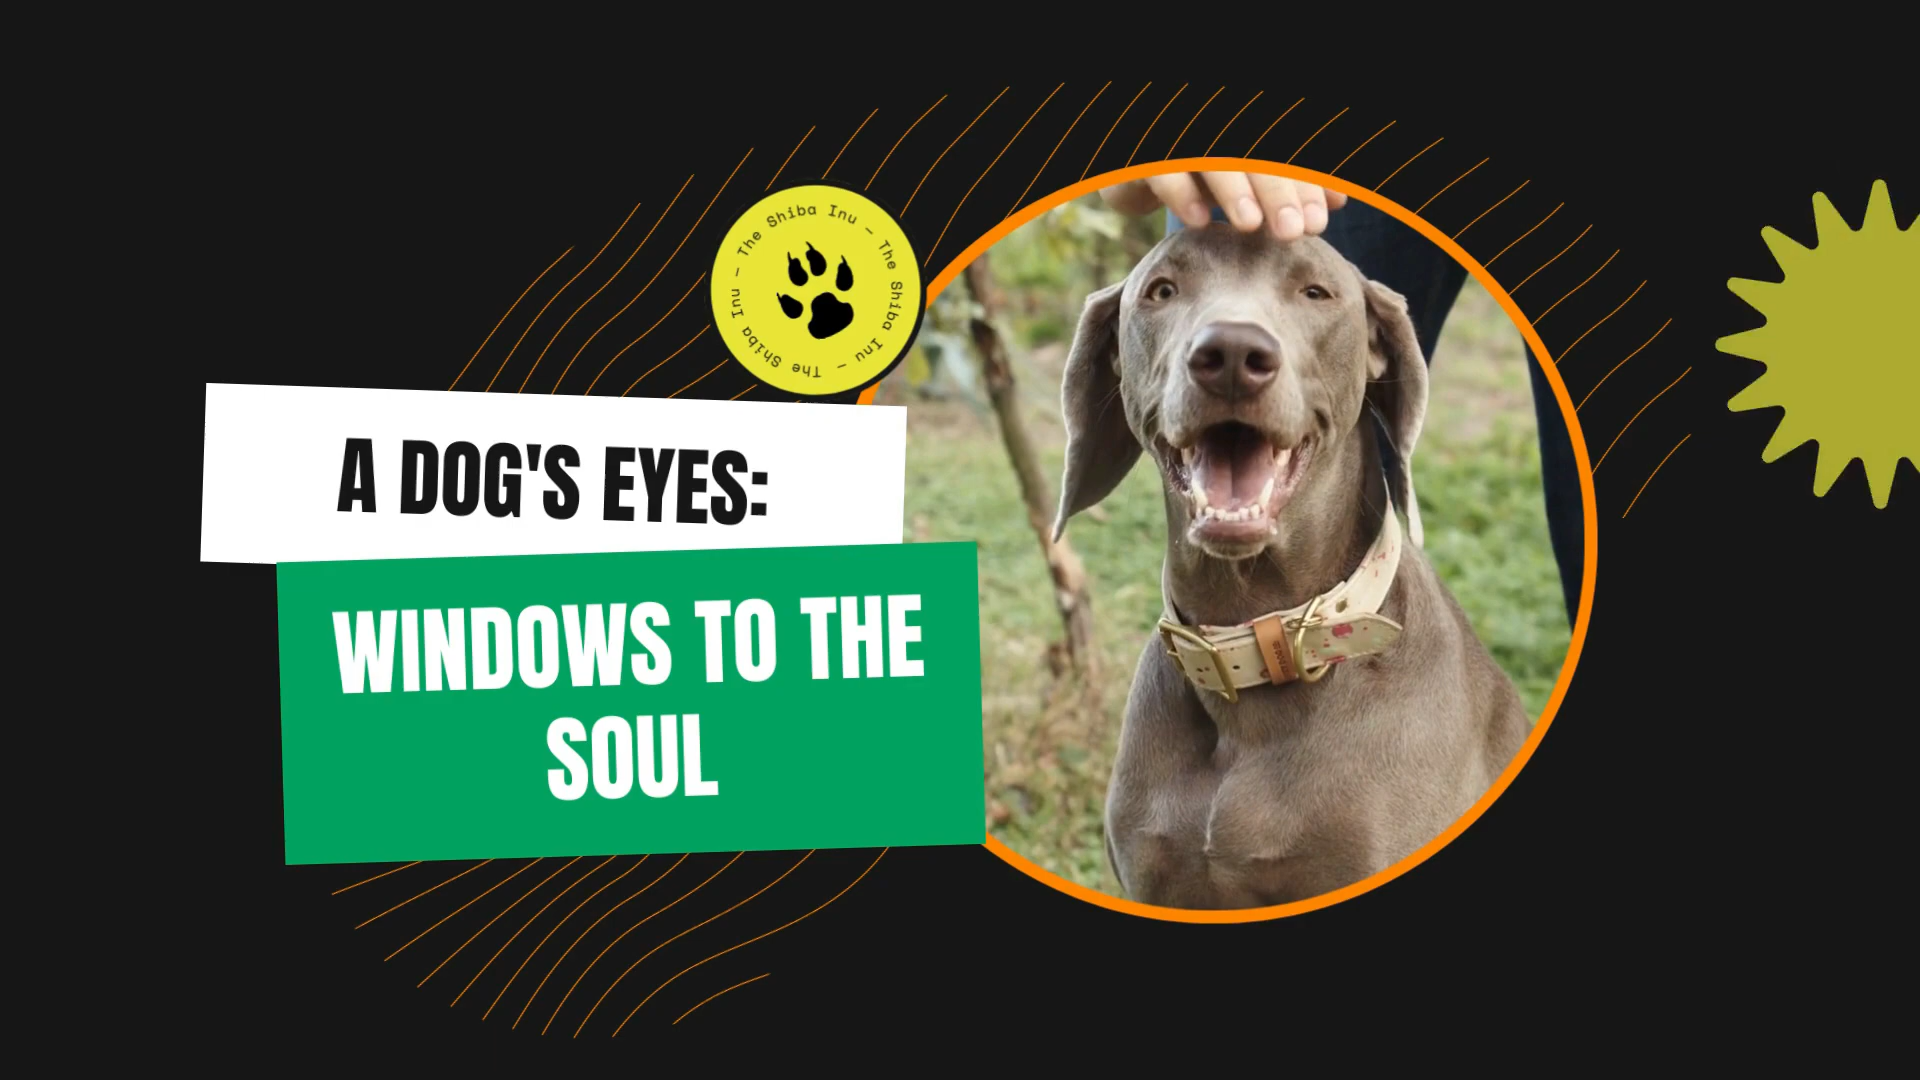 The Shiba Inu — The Shiba Inu — The Shiba Inu —
A DOG'S EYES:
WINDOWS TO THE
SOUL